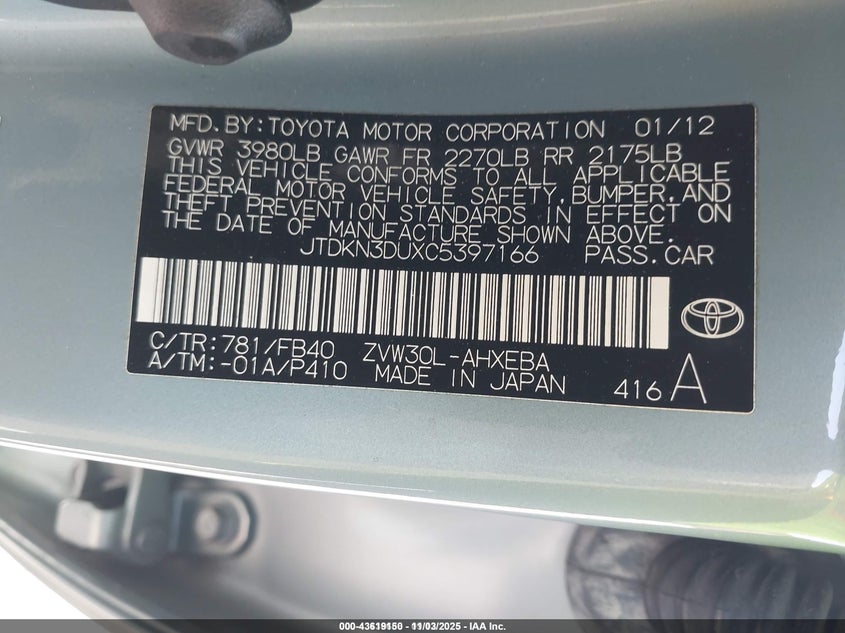 MFD.BY:TOYOTA MOTOR CORPORATION 01/12
GVWR 3980LB GAWR FR 2270LB RR 2175LB
THIS VEHICLE CONFORMS TO ALL APPLICABLE
FEDERAL MOTOR VEHICLE SAFETY,BUMPER,AND
THEFT PREVENTION STANDARDS IN EFFECT ON
THE DATE OF MANUFACTURE SHOWN ABOVE.
JTDKN3DUXC5397166 PASS.CAR
C/TR:781/FB40 ZVW30L-AHXEBA
A/TM:-01A/P410 MADE IN JAPAN 416 A
000-43619150 - 11/03/2025 - IAA Inc.